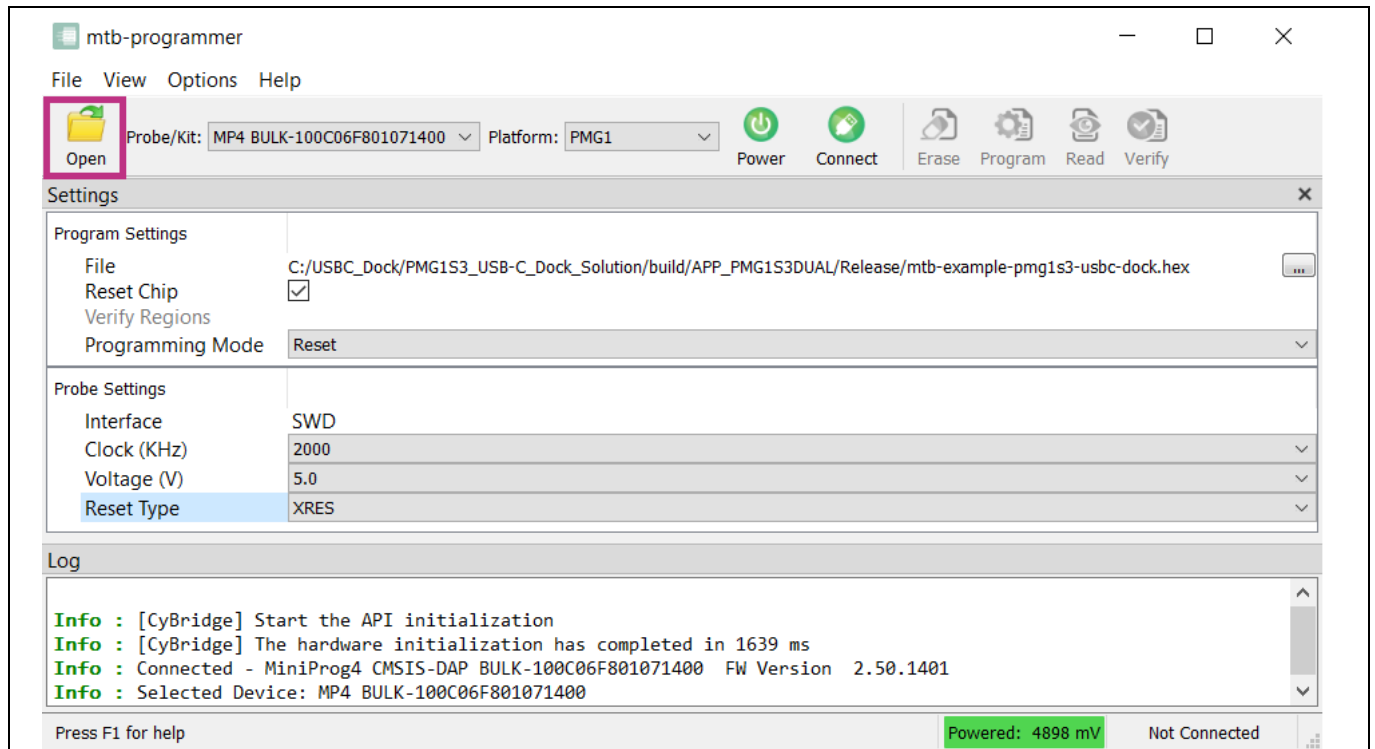 mtb-programmer
File View Options Help
Open Probe/Kit: MP4 BULK-100C06F801071400 Platform: PMG1 Power Connect Erase Program Read Verify
Settings
Program Settings
File C:/USBC_Dock/PMG1S3_USB-C_Dock_Solution/build/APP_PMG1S3DUAL/Release/mtb-example-pmg1s3-usbc-dock.hex ...
Reset Chip
Verify Regions
Programming Mode Reset
Probe Settings
Interface SWD
Clock (KHz) 2000
Voltage (V) 5.0
Reset Type XRES
Log
Info : [CyBridge] Start the API initialization
Info : [CyBridge] The hardware initialization has completed in 1639 ms
Info : Connected - MiniProg4 CMSIS-DAP BULK-100C06F801071400 FW Version 2.50.1401
Info : Selected Device: MP4 BULK-100C06F801071400
Press F1 for help Powered: 4898 mV Not Connected